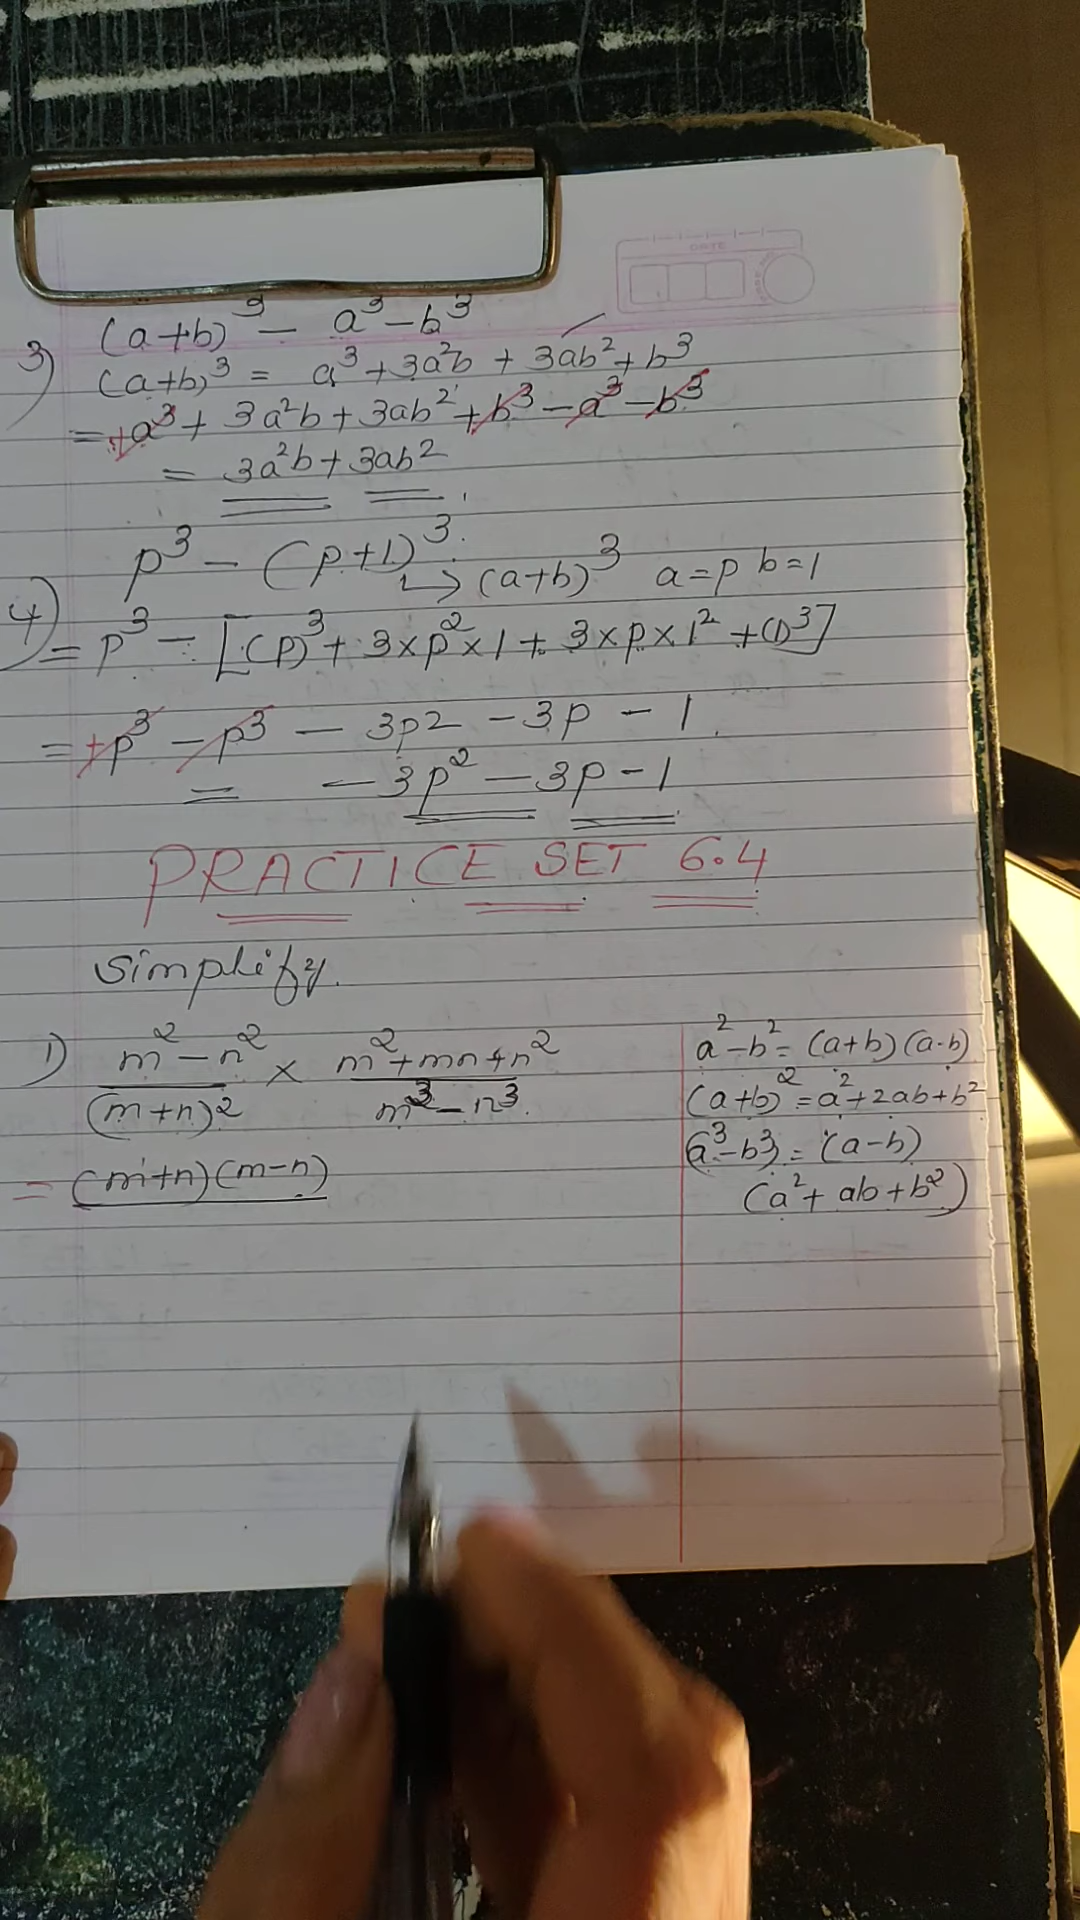 3) (a+b)³ - a³-b³
(a+b)³ = a³+3a²b + 3ab²+b³
= +a³+ 3a²b+3ab²+b³-a³-b³
= 3a²b+3ab²
4) p³ - (p+1)³
↳ (a+b)³ a=p b=1
= p³ - [(p)³+ 3×p²×1+ 3×p×1²+(1)³]
= +p³ - p³ - 3p2 - 3p - 1
= - 3p² - 3p - 1
PRACTICE SET 6.4
Simplify.
1) m²-n² / (m+n)2 × m²+mn+n² / m³-n³
= (m+n)(m-n)
a²-b²= (a+b)(a-b)
(a+b)²=a²+2ab+b²
(a³-b³) = (a-b)
(a²+ab+b²)